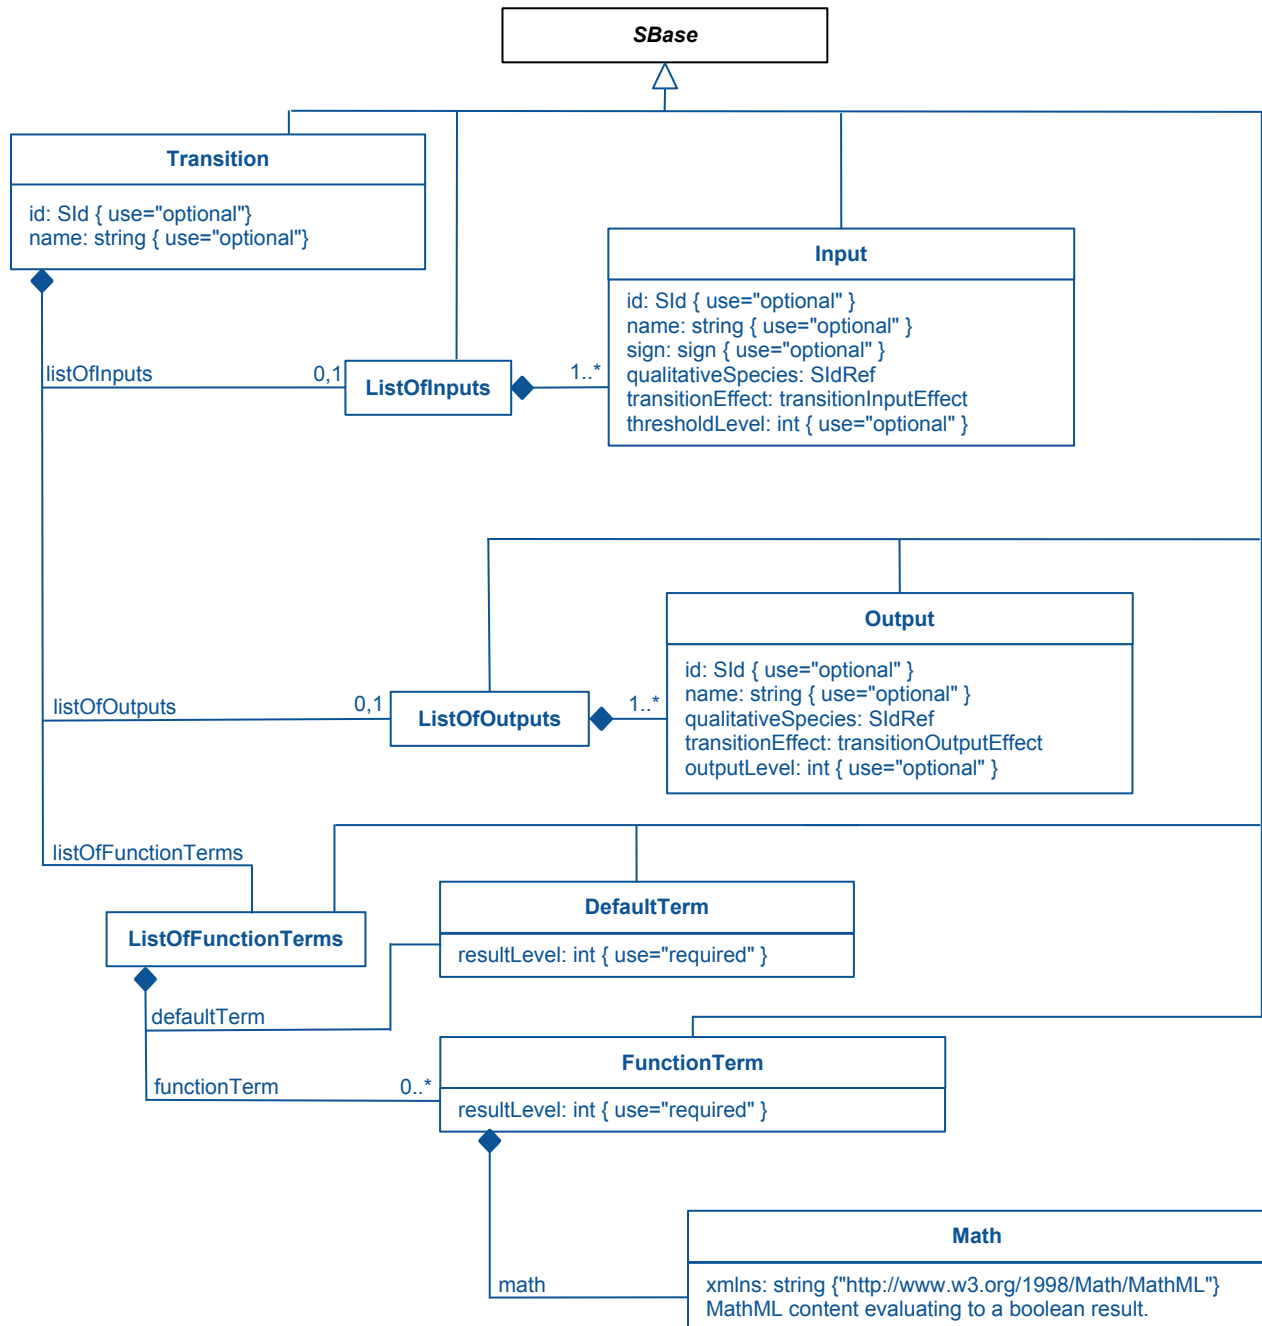 SBase
Transition
id: SId { use="optional"}
name: string { use="optional"}
Input
id: SId { use="optional" }
name: string { use="optional" }
sign: sign { use="optional" }
qualitativeSpecies: SIdRef
transitionEffect: transitionInputEffect
thresholdLevel: int { use="optional" }
listOfInputs
0,1
ListOfInputs
1..*
Output
id: SId { use="optional" }
name: string { use="optional" }
qualitativeSpecies: SIdRef
transitionEffect: transitionOutputEffect
outputLevel: int { use="optional" }
listOfOutputs
0,1
ListOfOutputs
1..*
listOfFunctionTerms
ListOfFunctionTerms
DefaultTerm
resultLevel: int { use="required" }
defaultTerm
FunctionTerm
resultLevel: int { use="required" }
functionTerm
0..*
math
Math
xmlns: string {"http://www.w3.org/1998/Math/MathML"}
MathML content evaluating to a boolean result.